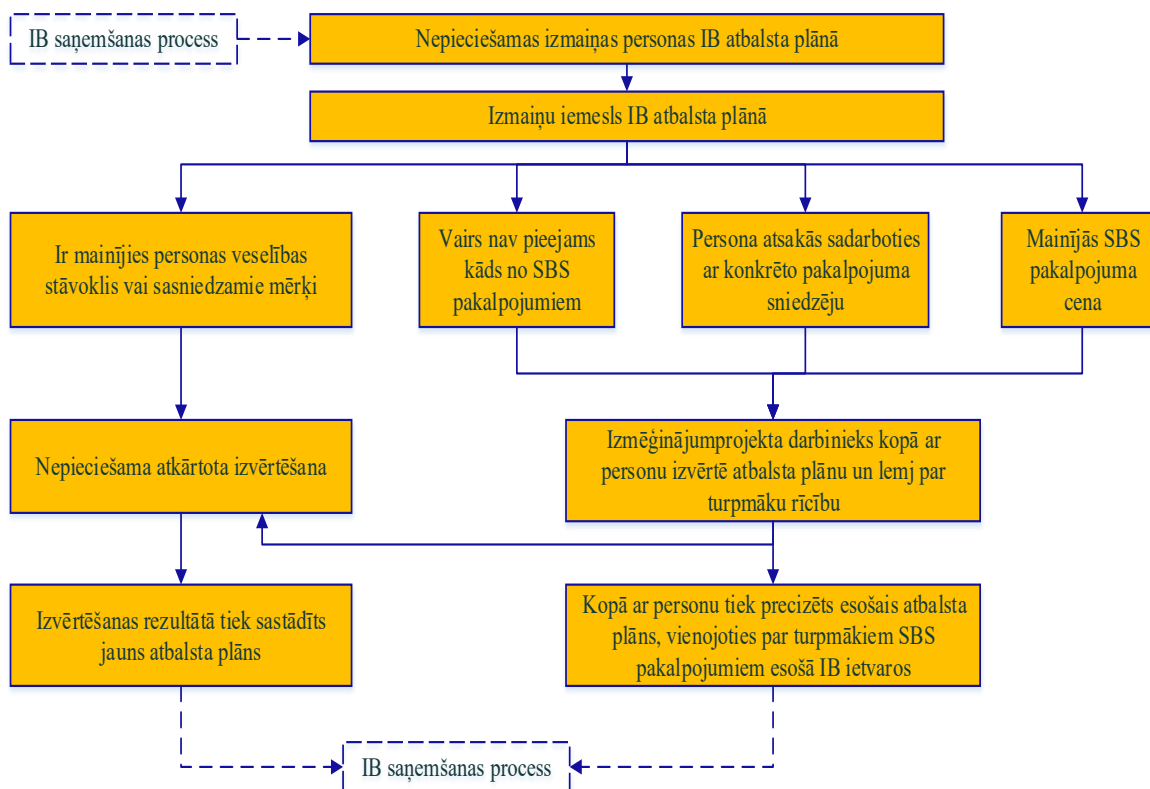 IB saņemšanas process
Nepieciešamas izmaiņas personas IB atbalsta plānā
Izmaiņu iemesls IB atbalsta plānā
Ir mainījies personas veselības
stāvoklis vai sasniedzamie mērķi
Vairs nav pieejams
kāds no SBS
pakalpojumiem
Persona atsakās sadarboties
ar konkrēto pakalpojuma
sniedzēju
Mainījās SBS
pakalpojuma
cena
Nepieciešama atkārtota izvērtēšana
Izmēģinājumprojekta darbinieks kopā ar
personu izvērtē atbalsta plānu un lemj par
turpmāku rīcību
Izvērtēšanas rezultātā tiek sastādīts
jauns atbalsta plāns
Kopā ar personu tiek precizēts esošais atbalsta
plāns, vienojoties par turpmākiem SBS
pakalpojumiem esošā IB ietvaros
IB saņemšanas process